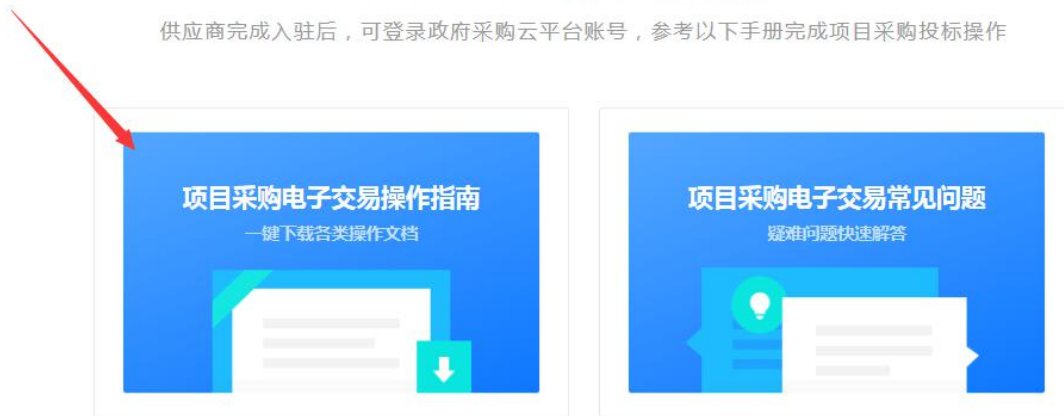 供应商完成入驻后，可登录政府采购云平台账号，参考以下手册完成项目采购投标操作
项目采购电子交易操作指南
一键下载各类操作文档
项目采购电子交易常见问题
疑难问题快速解答